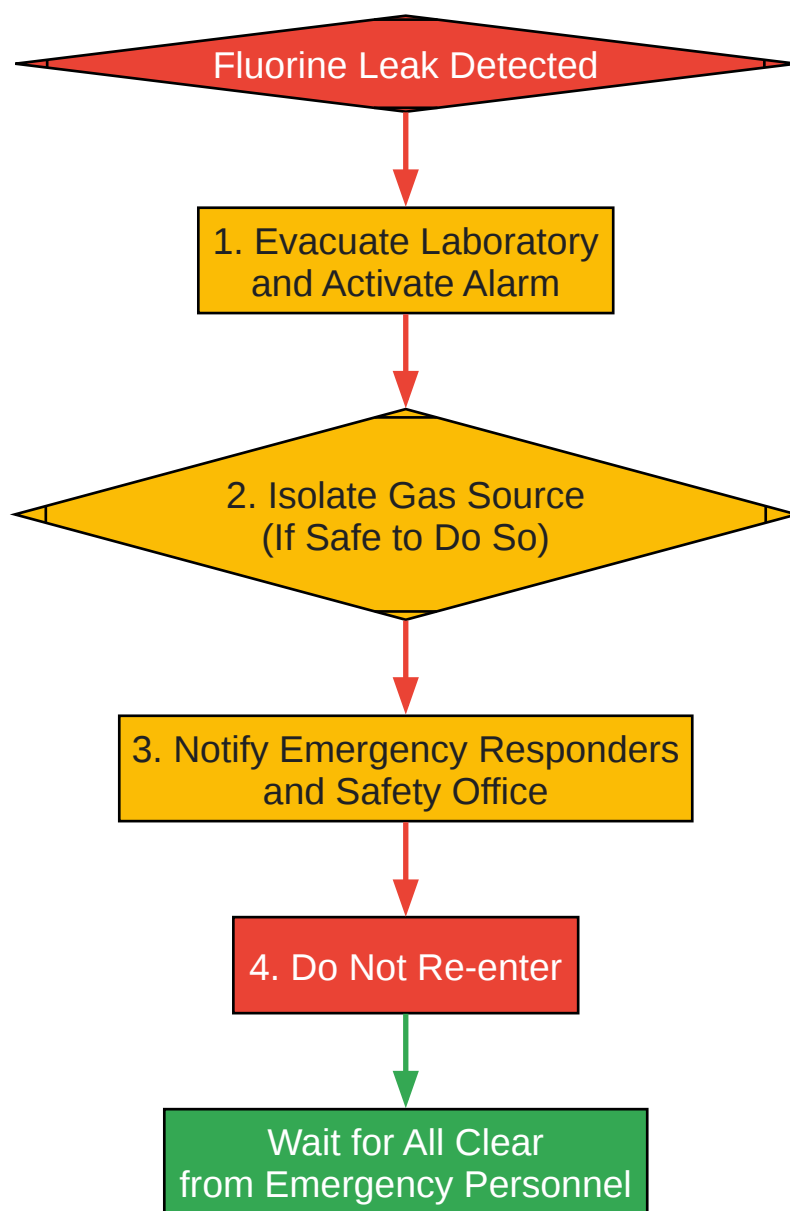 Fluorine Leak Detected
1. Evacuate Laboratory
and Activate Alarm
2. Isolate Gas Source
(If Safe to Do So)
3. Notify Emergency Responders
and Safety Office
4. Do Not Re-enter
Wait for All Clear
from Emergency Personnel